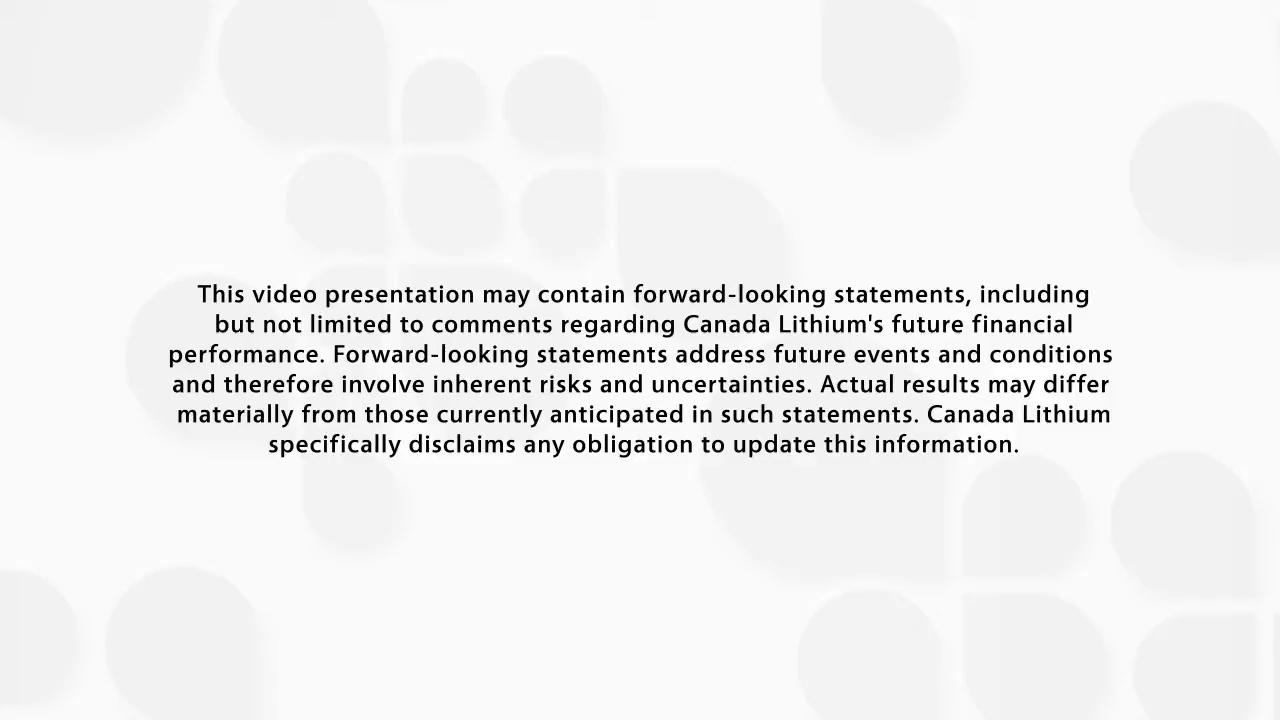 This video presentation may contain forward-looking statements, including
but not limited to comments regarding Canada Lithium's future financial
performance. Forward-looking statements address future events and conditions
and therefore involve inherent risks and uncertainties. Actual results may differ
materially from those currently anticipated in such statements. Canada Lithium
specifically disclaims any obligation to update this information.